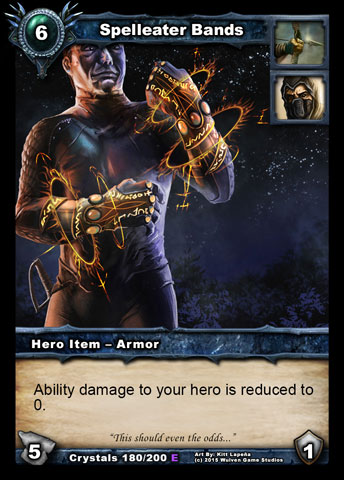 6
Spelleater Bands
Hero Item – Armor
Ability damage to your hero is reduced to
0.
"This should even the odds..."
5
Crystals 180/200 E
Art By: Kitt Lapeña
(c) 2015 Wulven Game Studios
1